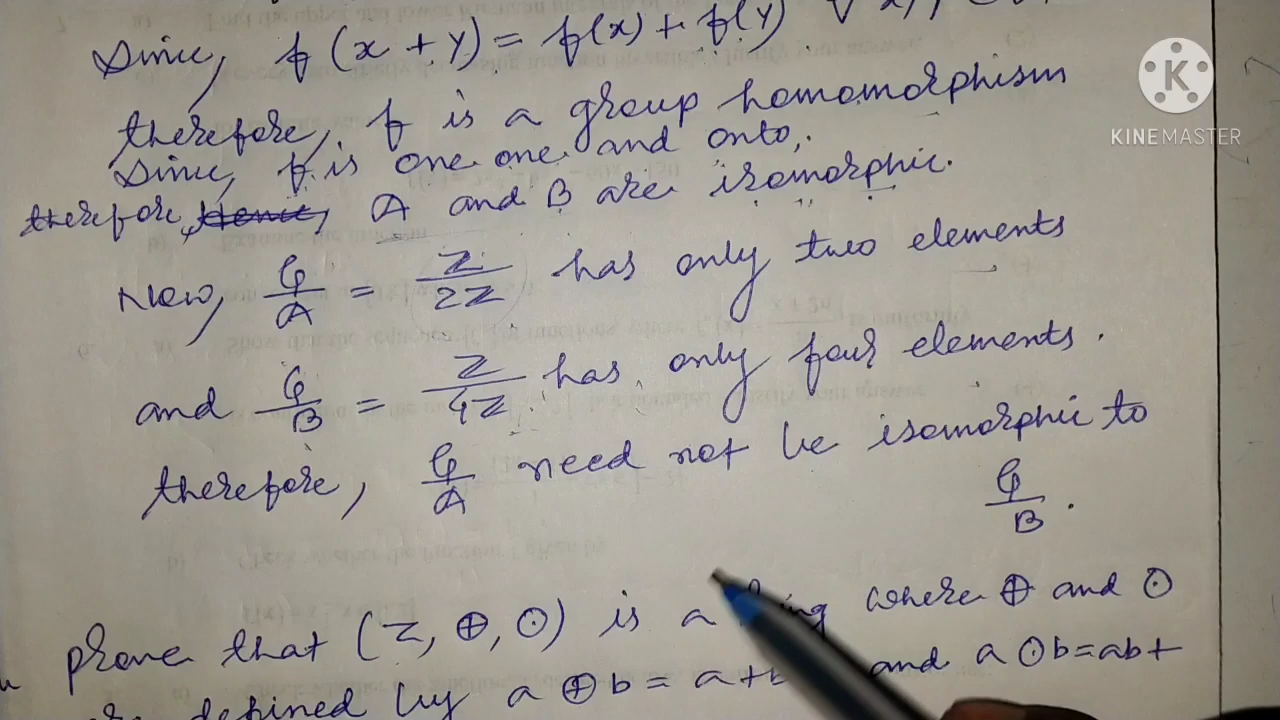 Since, f(x+y) = f(x) + f(y) ∀ x, y
therefore, f is a group homomorphism
Since, f is one one and onto,
therefore, Hence, A and B are isomorphic.
Now, G/A = Z/2Z has only two elements
and G/B = Z/4Z has only four elements.
therefore, G/A need not be isomorphic to
G/B.
prove that (Z, ⊕, ⊙) is a ring where ⊕ and ⊙
defined by a ⊕ b = a+b and a ⊙ b = ab+
K
KINEMASTER